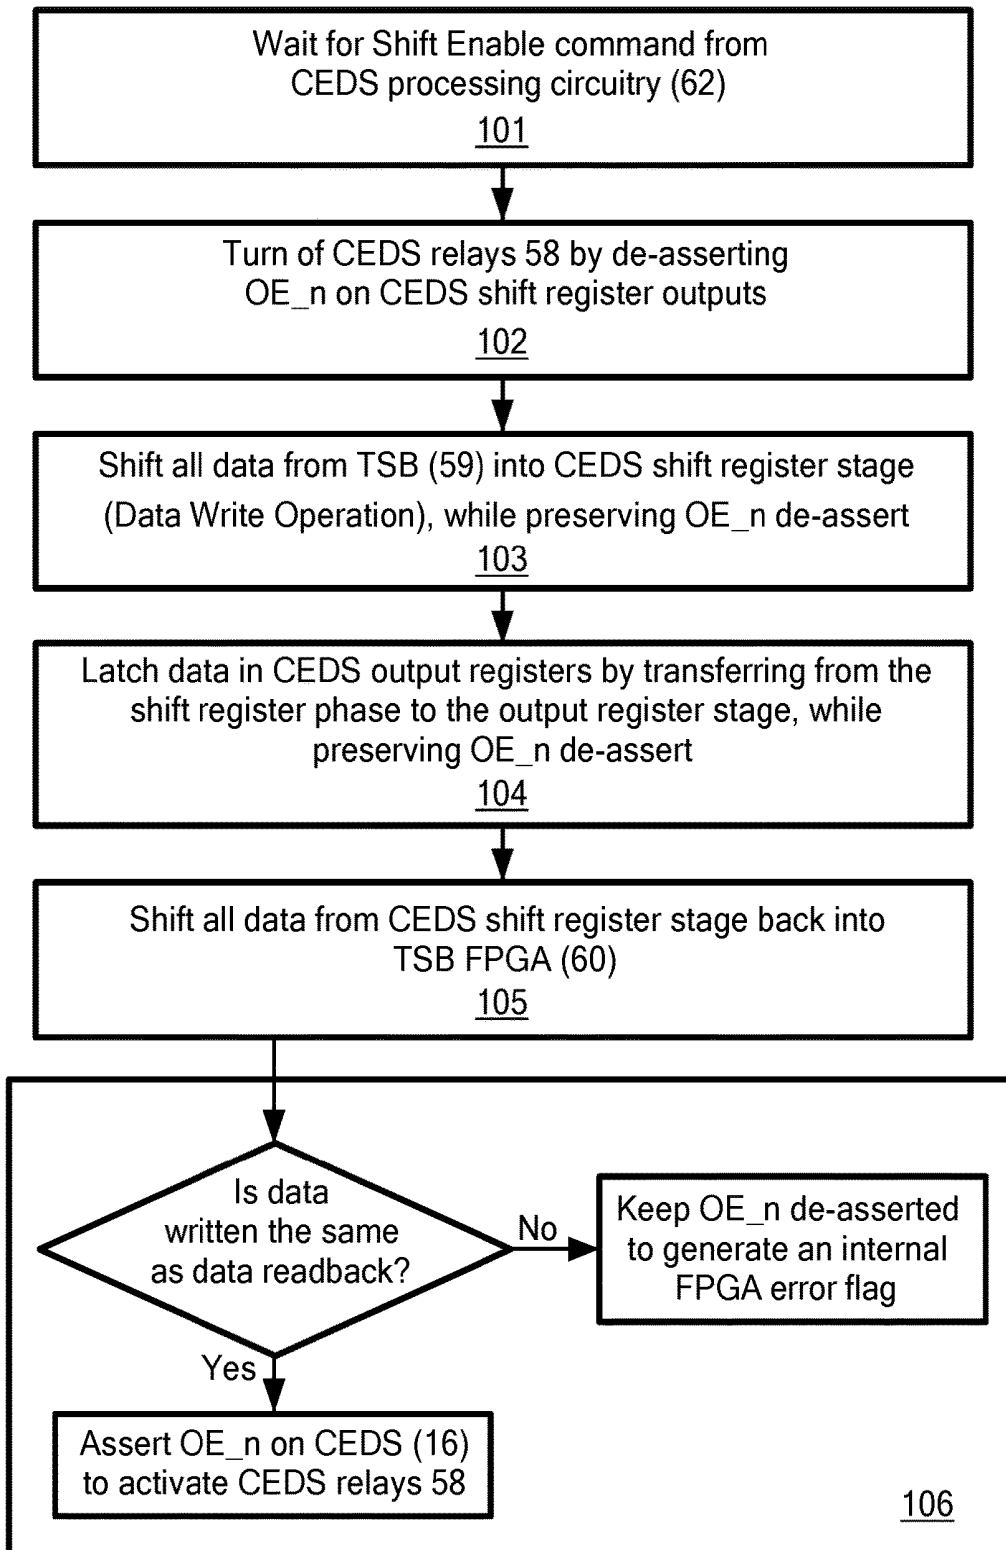 Wait for Shift Enable command from
CEDS processing circuitry (62)
101
Turn of CEDS relays 58 by de-asserting
OE_n on CEDS shift register outputs
102
Shift all data from TSB (59) into CEDS shift register stage
(Data Write Operation), while preserving OE_n de-assert
103
Latch data in CEDS output registers by transferring from the
shift register phase to the output register stage, while
preserving OE_n de-assert
104
Shift all data from CEDS shift register stage back into
TSB FPGA (60)
105
Is data
written the same
as data readback?
No
Keep OE_n de-asserted
to generate an internal
FPGA error flag
Yes
Assert OE_n on CEDS (16)
to activate CEDS relays 58
106